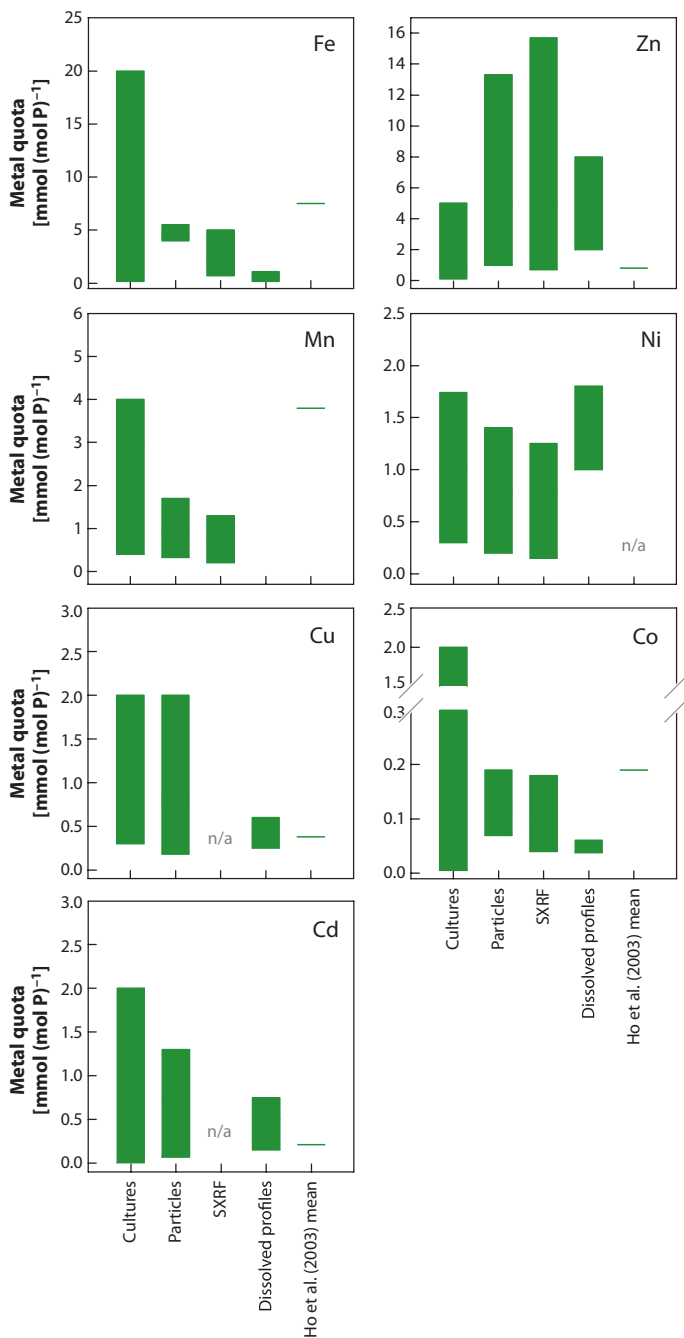 Fe
25
20
15
10
5
0
Metal quota
[mmol (mol P)⁻¹]
Zn
16
14
12
10
8
6
4
2
0
Mn
6
5
4
3
2
1
0
Metal quota
[mmol (mol P)⁻¹]
Ni
2.5
2.0
1.5
1.0
0.5
0.0
n/a
Cu
3.0
2.5
2.0
1.5
1.0
0.5
0.0
Metal quota
[mmol (mol P)⁻¹]
n/a
Co
2.5
2.0
1.5
0.3
0.2
0.1
0.0
Cultures
Particles
SXRF
Dissolved profiles
Ho et al. (2003) mean
Cd
3.0
2.5
2.0
1.5
1.0
0.5
0.0
Metal quota
[mmol (mol P)⁻¹]
n/a
Cultures
Particles
SXRF
Dissolved profiles
Ho et al. (2003) mean